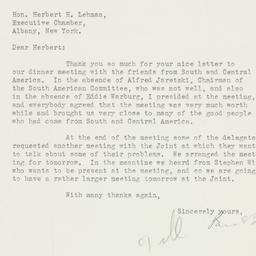 Hon. Herbert H. Lehman,
Executive Chamber,
Albany, New York.
Dear Herbert:
Thank you so much for your nice letter to
our dinner meeting with the friends from South and Central
America. In the absence of Alfred Jaretzki, Chairman of
the South American Committee, who was not well, and also
in the absence of Eddie Warburg, I presided at the meeting,
and everybody agreed that the meeting was very much worth
while and brought us very close to many of the good people
who had come from South and Central America.
At the end of the meeting some of the delegate
requested another meeting with the Joint at which they want
to talk about some of their problems. We arranged the meet
ing for tomorrow. In the meantime we heard from Stephen Wi
who wants to be present at the meeting, and so we are going
to have a rather larger meeting tomorrow at the Joint.
With many thanks again,
Sincerely yours,